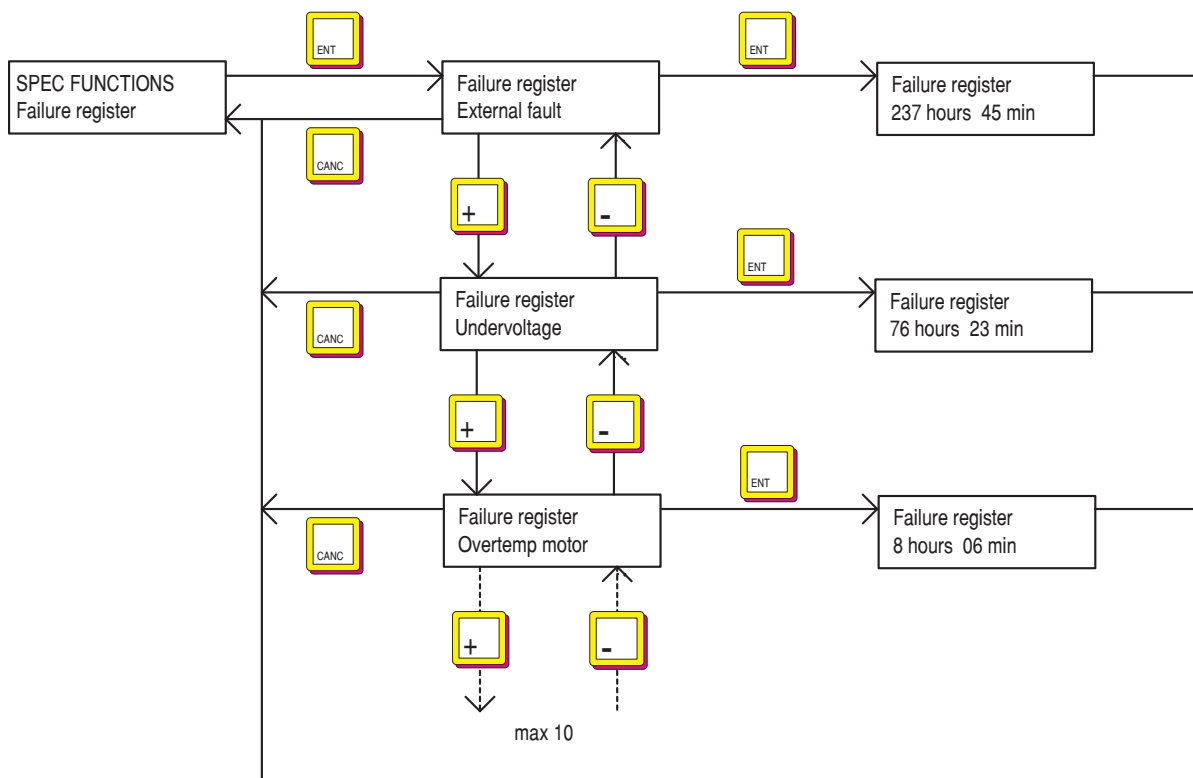 ENT
ENT
SPEC FUNCTIONS
Failure register
Failure register
External fault
Failure register
237 hours 45 min
CANC
+
-
ENT
Failure register
Undervoltage
Failure register
76 hours 23 min
CANC
+
-
ENT
Failure register
Overtemp motor
Failure register
8 hours 06 min
CANC
+
-
max 10